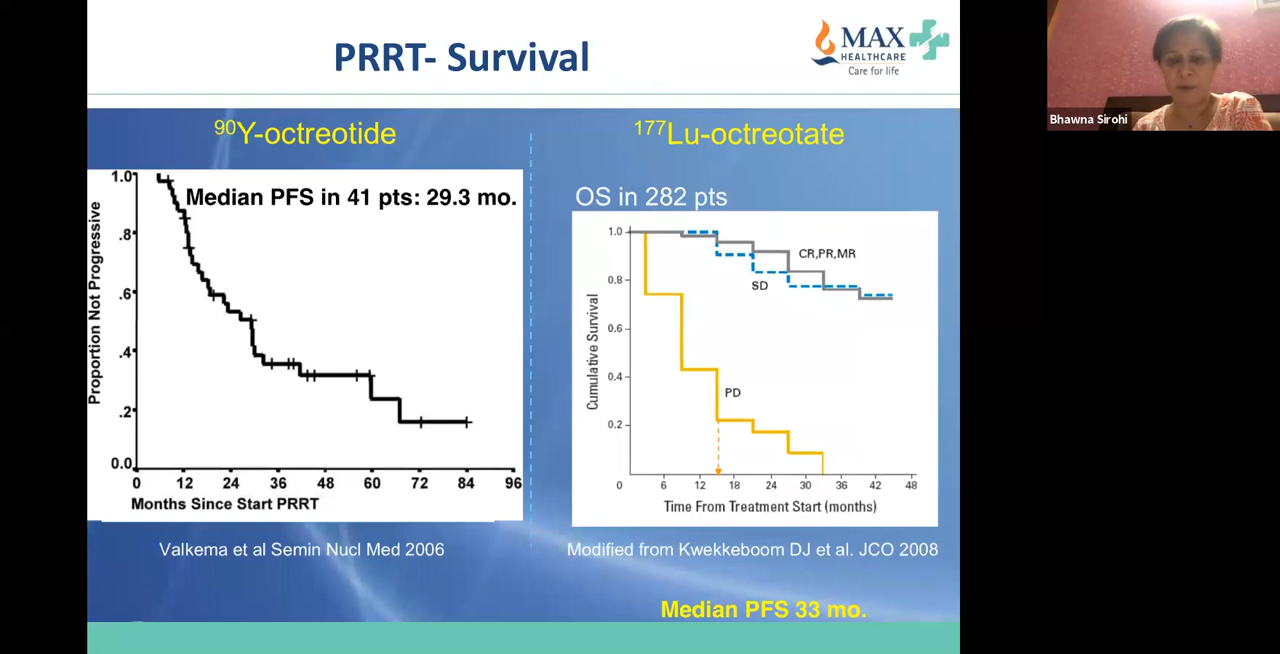 PRRT- Survival
MAX
HEALTHCARE
Care for life
Bhawna Sirohi
90Y-octreotide
Median PFS in 41 pts: 29.3 mo.
Proportion Not Progressive
1.0
.8
.6
.4
.2
0.0
0 12 24 36 48 60 72 84 96
Months Since Start PRRT
Valkema et al Semin Nucl Med 2006
177Lu-octreotate
OS in 282 pts
Cumulative Survival
1.0
0.8
0.6
0.4
0.2
CR,PR,MR
SD
PD
0 6 12 18 24 30 36 42 48
Time From Treatment Start (months)
Modified from Kwekkeboom DJ et al. JCO 2008
Median PFS 33 mo.